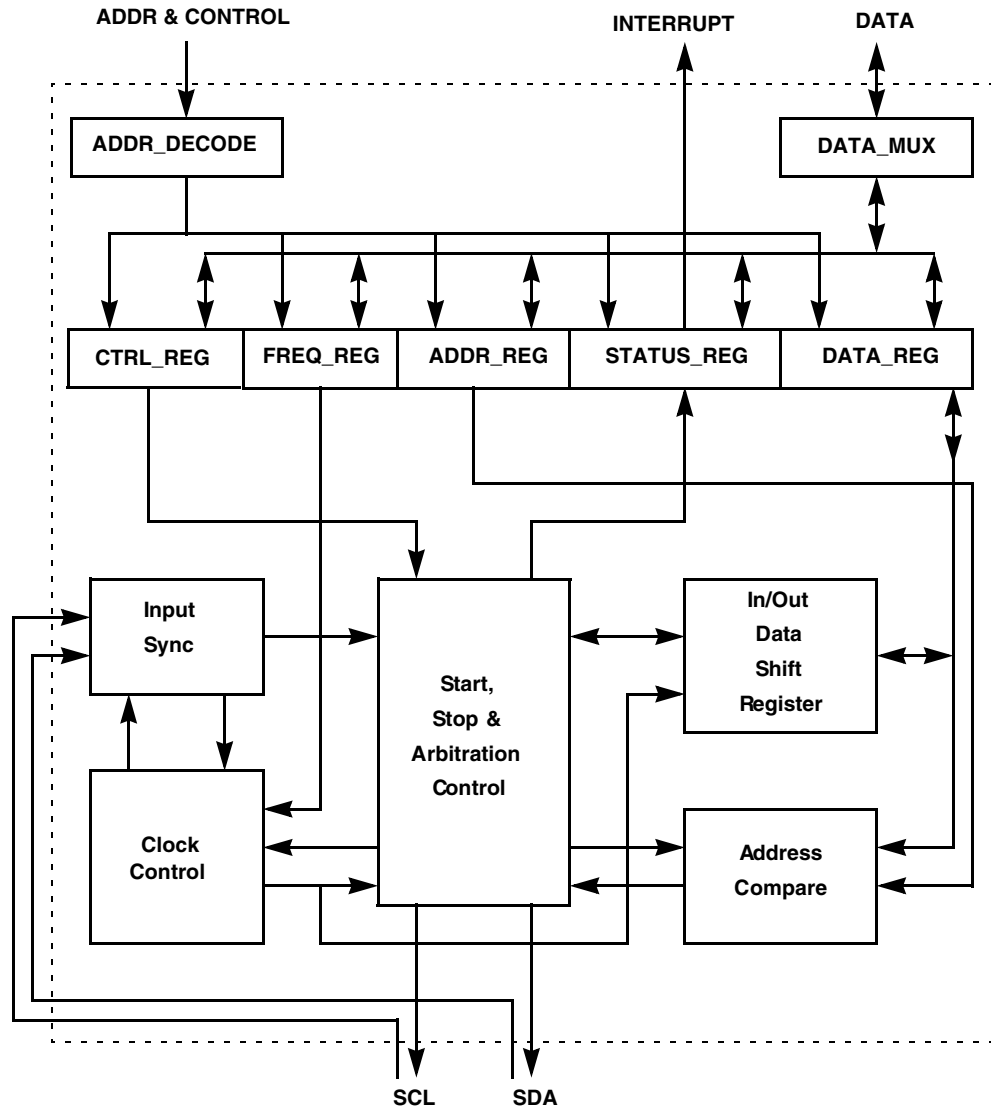 ADDR & CONTROL
INTERRUPT
DATA
ADDR_DECODE
DATA_MUX
CTRL_REG
FREQ_REG
ADDR_REG
STATUS_REG
DATA_REG
Input
Sync
Start,
Stop &
Arbitration
Control
In/Out
Data
Shift
Register
Clock
Control
Address
Compare
SCL
SDA